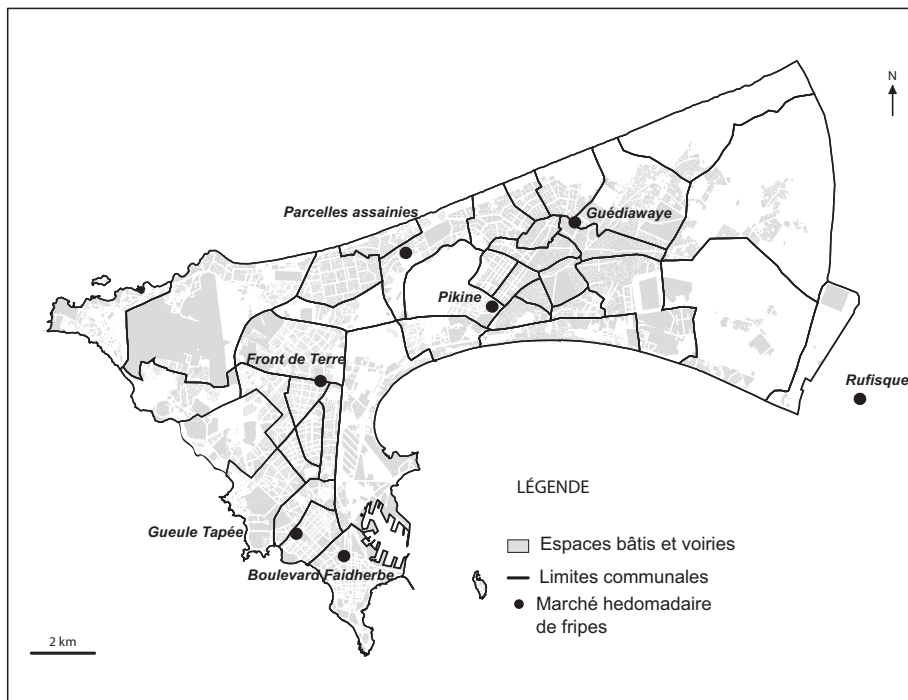 N
Parcelles assainies
Guédiawaye
Pikine
Front de Terre
Rufisque
LÉGENDE
Gueule Tapée
Espaces bâtis et voiries
Boulevard Faidherbe
Limites communales
Marché hedomadaire
de fripes
2 km